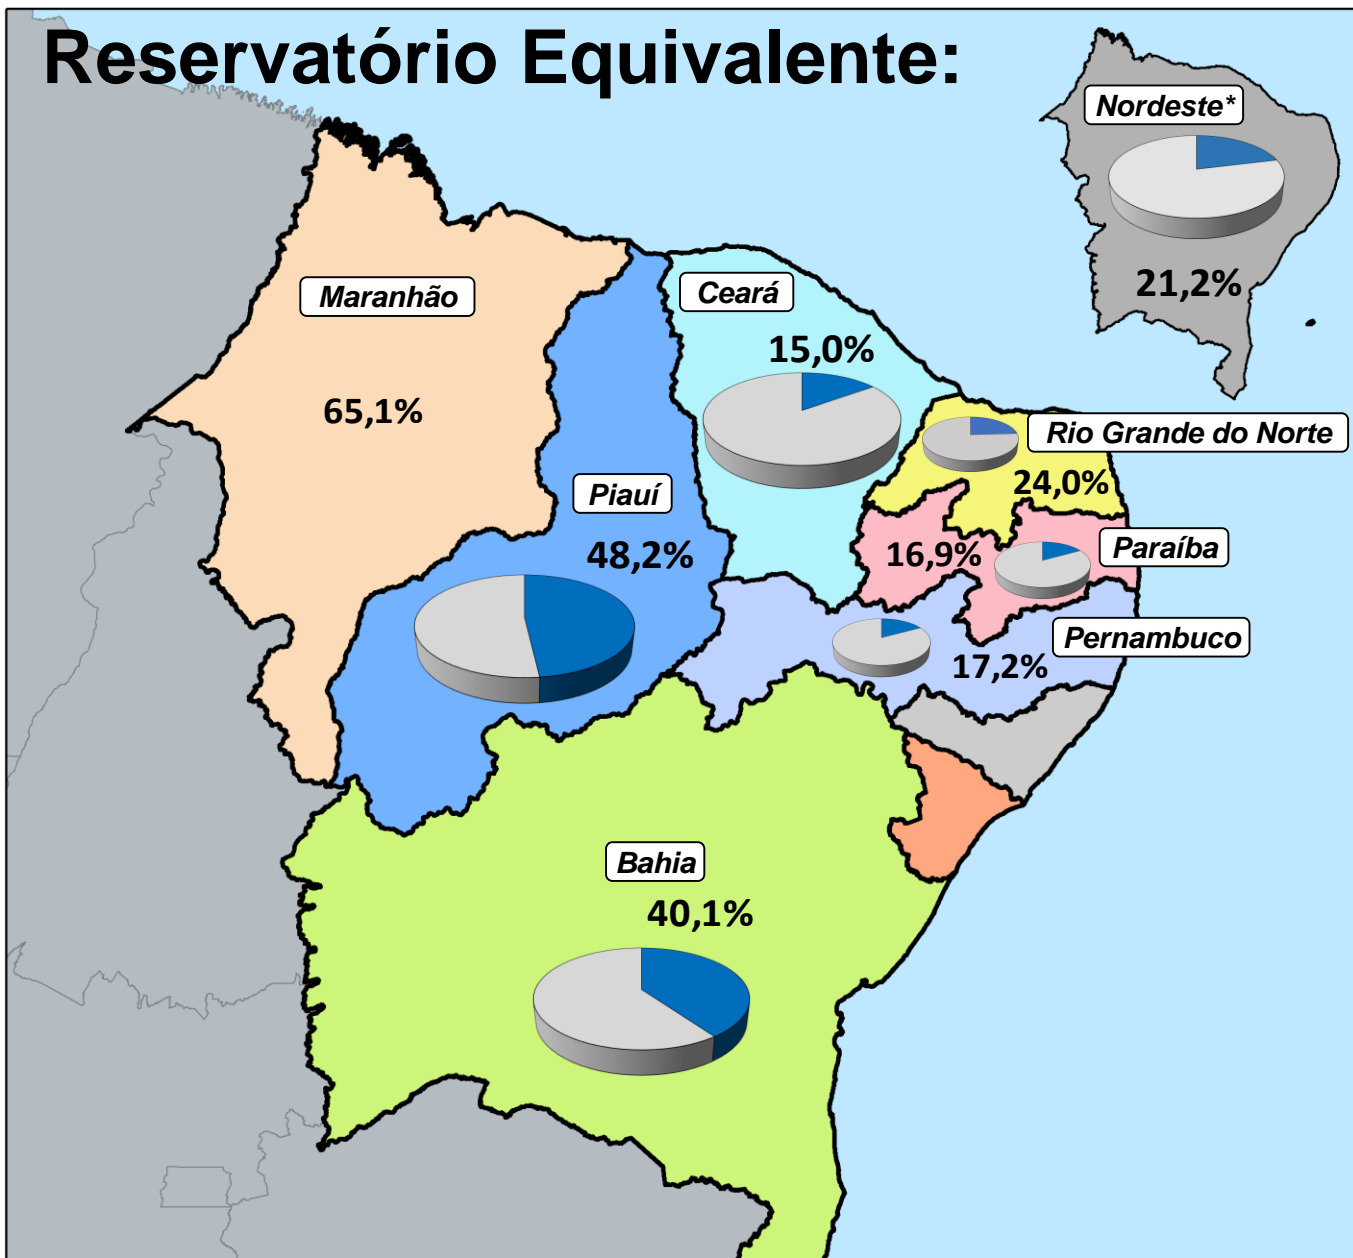 Reservatório Equivalente:
Nordeste*
21,2%
Maranhão
65,1%
Ceará
15,0%
Rio Grande do Norte
24,0%
Piauí
48,2%
Paraíba
16,9%
Pernambuco
17,2%
Bahia
40,1%